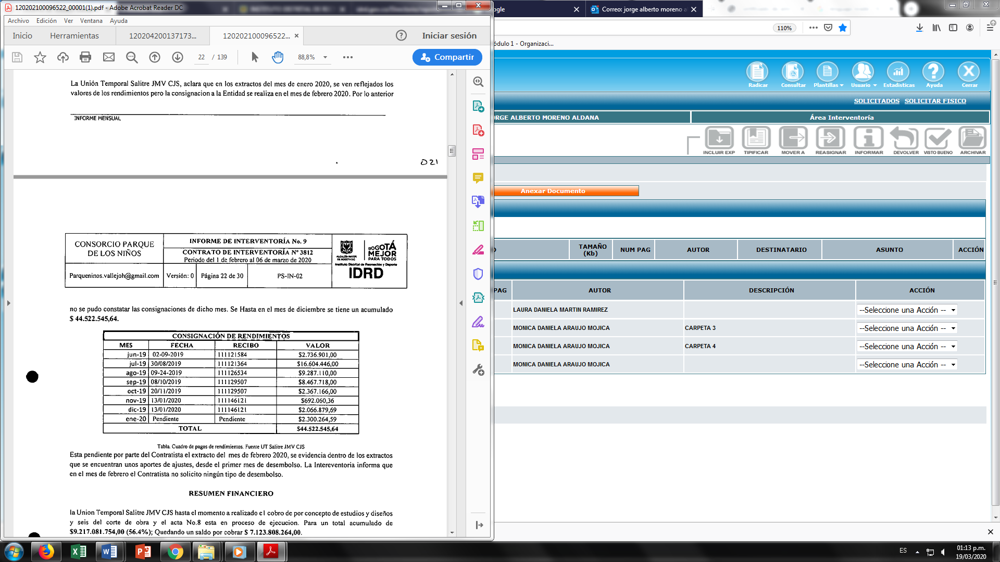 120202100096522_00001(1).pdf - Adobe Acrobat Reader DC
Archivo Edición Ver Ventana Ayuda
Inicio Herramientas 120204200137173... 120202100096522... × Iniciar sesión
22 / 139 88,8% Compartir
La Unión Temporal Salitre JMV CJS, aclara que en los extractos del mes de enero 2020, se ven reflejados los
valores de los rendimientos pero la consignacion a la Entidad se realiza en el mes de febrero 2020. Por lo anterior
INFORME MENSUAL
021
CONSORCIO PARQUE
DE LOS NIÑOS
INFORME DE INTERVENTORÍA No. 9
CONTRATO DE INTERVENTORÍA N° 3812
Periodo del 1 de febrero al 06 de marzo de 2020
Parqueninos.vallejoh@gmail.com Versión: 0 Página 22 de 30 PS-IN-02
ALCALDÍA MAYOR
DE BOGOTÁ D.C.
BOGOTÁ
MEJOR
PARA TODOS
Instituto Distrital de Recreación y Deporte
IDRD
no se pudo constatar las consignaciones de dicho mes. Se Hasta en el mes de diciembre se tiene un acumulado
$ 44.522.545,64.
CONSIGNACIÓN DE RENDIMIENTOS
MES FECHA RECIBO VALOR
jun-19 02-09-2019 111121584 $2.736.901,00
jul-19 30/08/2019 111121364 $16.604.446,00
ago-19 09-24-2019 111126534 $9.287.110,00
sep-19 08/10/2019 111129507 $8.467.718,00
oct-19 20/11/2019 111129507 $2.367.166,00
nov-19 13/01/2020 111146121 $692.060,36
dic-19 13/01/2020 111146121 $2.066.879,69
ene-20 Pendiente Pendiente $2.300.264,59
TOTAL $44.522.545,64
Tabla. Cuadro de pagos de rendimientos. Fuente UT Salitre JMV CJS
Esta pendiente por parte del Contratista el extracto del mes de febrero 2020, se evidencia dentro de los extractos
que se encuentran unos aportes de ajustes, desde el primer mes de desembolso. La Intereventoria informa que
en el mes de febrero el Contratista no solicito ningún tipo de desembolso.
RESUMEN FINANCIERO
la Union Temporal Salitre JMV CJS hasta el momento a realizado el cobro de por concepto de estudios y diseños
y seis del corte de obra y el acta No.8 esta en proceso de ejecucion. Para un total acumulado de
$9.217.081.754,00 (56.4%); Quedando un saldo por cobrar $ 7.123.808.264,00.
ogle × Correo: jorge alberto moreno a ×
110%
ódulo 1 - Organizaci...
Radicar Consultar Plantillas Usuario Estadisticas Ayuda Cerrar
SOLICITADOS SOLICITAR FISICO
ORGE ALBERTO MORENO ALDANA Área Interventoría
INCLUIR EXP TIPIFICAR MOVER A REASIGNAR INFORMAR DEVOLVER VISTO BUENO ARCHIVAR
Anexar Documento
TAMAÑO
(Kb)
NUM PAG AUTOR DESTINATARIO ASUNTO ACCIÓN
PAG AUTOR DESCRIPCIÓN ACCIÓN
LAURA DANIELA MARTIN RAMIREZ --Seleccione una Acción --
MONICA DANIELA ARAUJO MOJICA CARPETA 3 --Seleccione una Acción --
MONICA DANIELA ARAUJO MOJICA CARPETA 4 --Seleccione una Acción --
MONICA DANIELA ARAUJO MOJICA --Seleccione una Acción --
ES 01:13 p.m.
19/03/2020